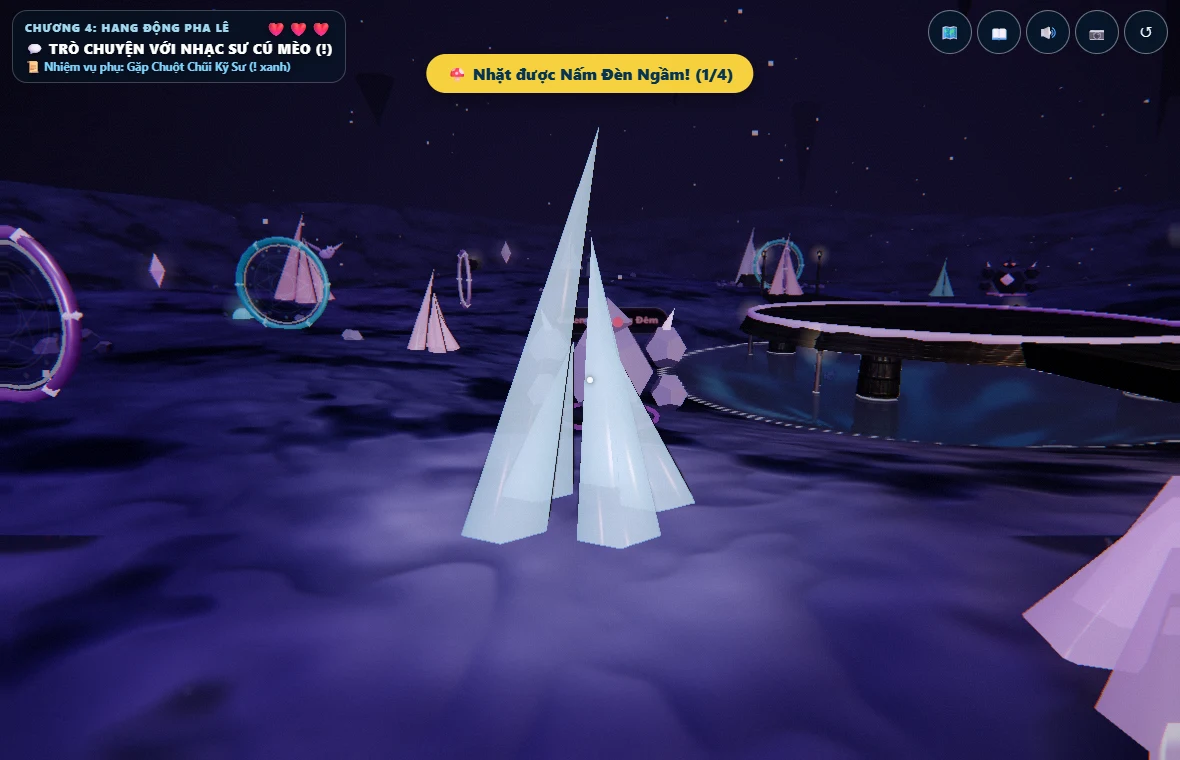 CHƯƠNG 4: HANG ĐỘNG PHA LÊ
TRÒ CHUYỆN VỚI NHẠC SƯ CÚ MÈO (!)
Nhiệm vụ phụ: Gặp Chuột Chũi Kỹ Sư (! xanh)
Nhặt được Nấm Đèn Ngầm! (1/4)
Đêm